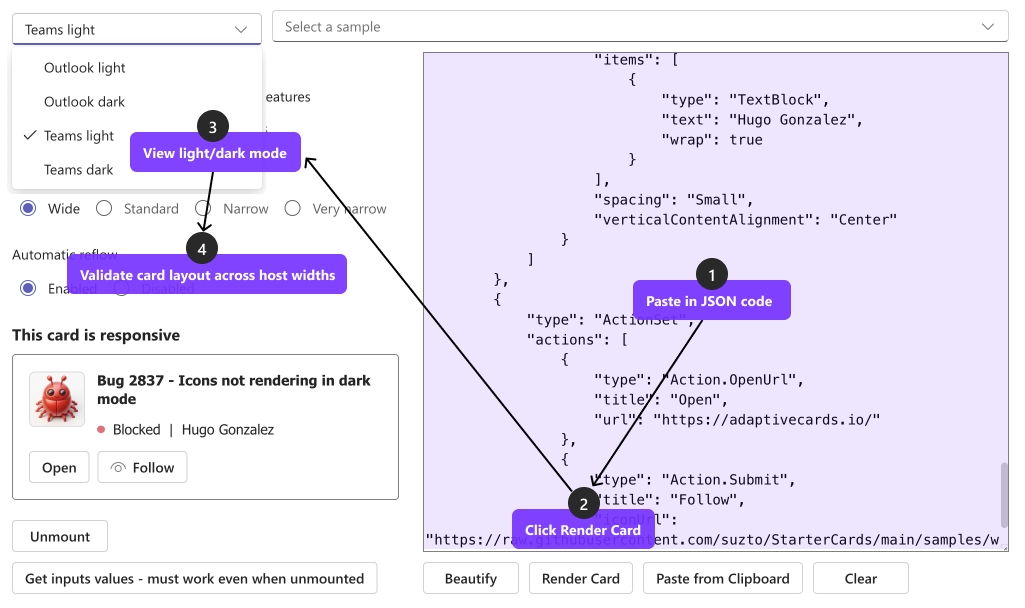 Teams light
Select a sample
Outlook light
Outlook dark
Teams light
Teams dark
eatures
3
View light/dark mode
Wide
Standard
Narrow
Very narrow
4
Automatic reflow
Validate card layout across host widths
Enabled
Disabled
This card is responsive
Bug 2837 - Icons not rendering in dark
mode
Blocked | Hugo Gonzalez
Open
Follow
Unmount
Get inputs values - must work even when unmounted
"items": [
{
"type": "TextBlock",
"text": "Hugo Gonzalez",
"wrap": true
}
],
"spacing": "Small",
"verticalContentAlignment": "Center"
}
]
},
{
"type": "ActionSet",
"actions": [
{
"type": "Action.OpenUrl",
"title": "Open",
"url": "https://adaptivecards.io/"
},
{
"type": "Action.Submit",
"title": "Follow",
"iconUrl":
"https://raw.githubusercontent.com/suzto/StarterCards/main/samples/w
1
Paste in JSON code
2
Click Render Card
Beautify
Render Card
Paste from Clipboard
Clear